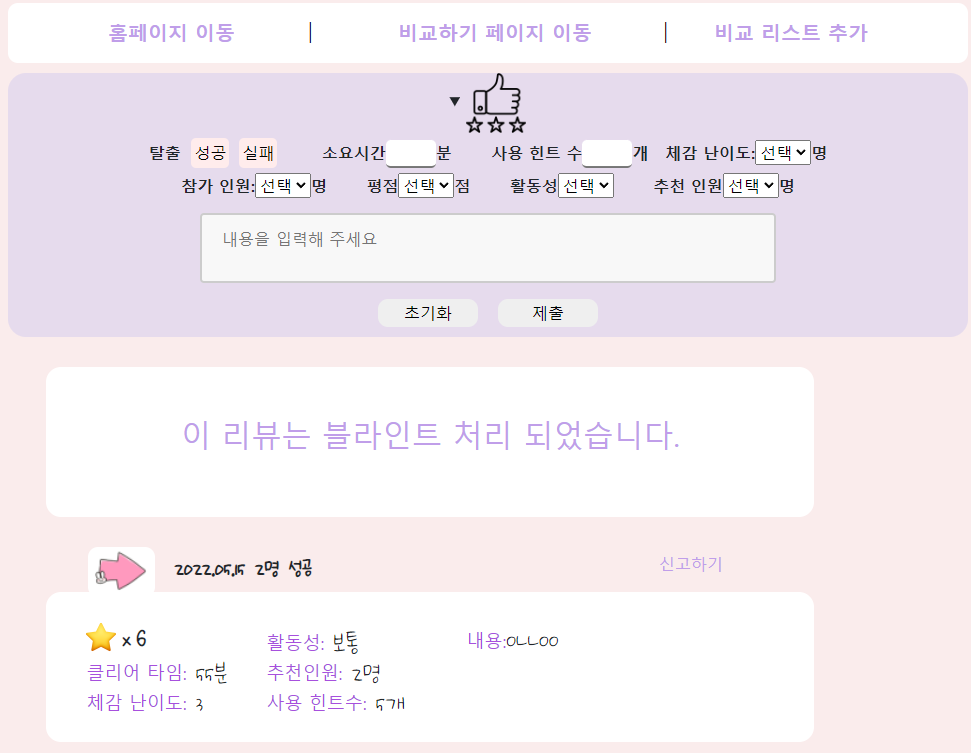 홈페이지 이동 | 비교하기 페이지 이동 | 비교 리스트 추가
탈출 성공 실패 소요시간 분 사용 힌트 수 개 체감 난이도: 선택 명
참가 인원: 선택 명 평점 선택 점 활동성 선택 추천 인원 선택 명
내용을 입력해 주세요
초기화 제출
이 리뷰는 블라인트 처리 되었습니다.
2022.05.15 2명 성공 신고하기
x 6 활동성: 보통 내용:ㅇㄴㄴㅇㅇ
클리어 타임: 55분 추천인원: 2명
체감 난이도: 3 사용 힌트수: 5개